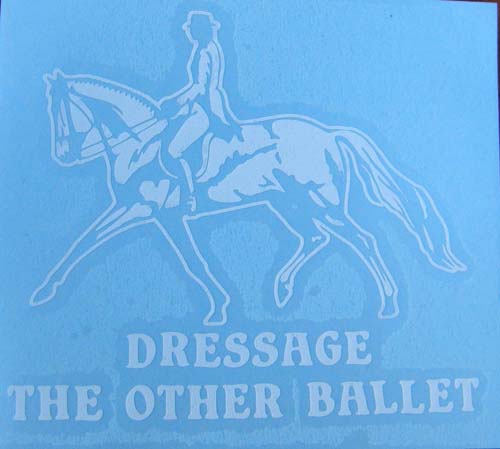 DRESSAGE
THE OTHER BALLET